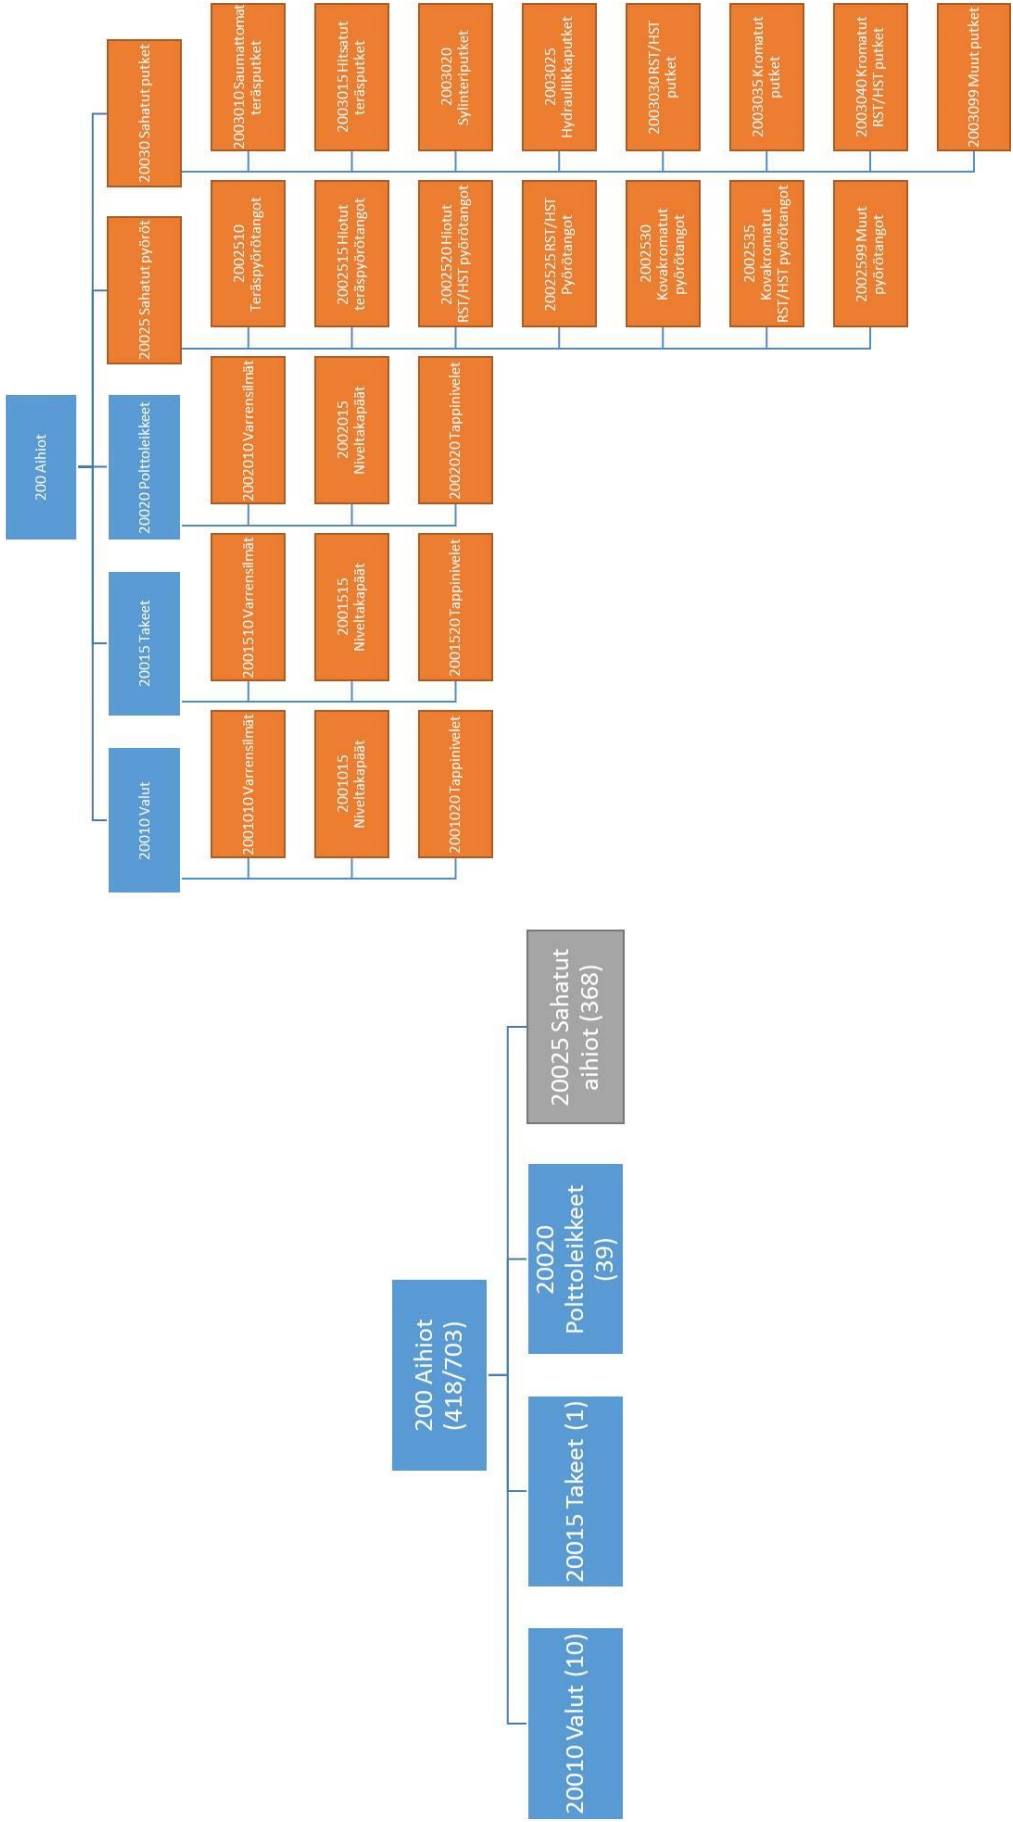 200 Aihiot
(418/703)
20010 Valut (10)
20015 Takeet (1)
20020
Polttoleikkeet
(39)
20025 Sahatut
aihiot (368)
200 Aihiot
20010 Valut
2001010 Varrensilmät
2001015
Niveltakapäät
2001020 Tappinivelet
20015 Takeet
2001510 Varrensilmät
2001515
Niveltakapäät
2001520 Tappinivelet
20020 Polttoleikkeet
2002010 Varrensilmät
2002015
Niveltakapäät
2002020 Tappinivelet
20025 Sahatut pyöröt
2002510
Teräspyörötangot
2002515 Hiotut
teräspyörötangot
2002520 Hiotut
RST/HST pyörötangot
2002525 RST/HST
Pyörötangot
2002530
Kovakromatut
pyörötangot
2002535
Kovakromatut
RST/HST pyörötangot
2002599 Muut
pyörötangot
20030 Sahatut putket
2003010 Saumattomat
teräsputket
2003015 Hitsatut
teräsputket
2003020
Sylinteriputket
2003025
Hydrauliikkaputket
2003030 RST/HST
putket
2003035 Kromatut
putket
2003040 Kromatut
RST/HST putket
2003099 Muut putket